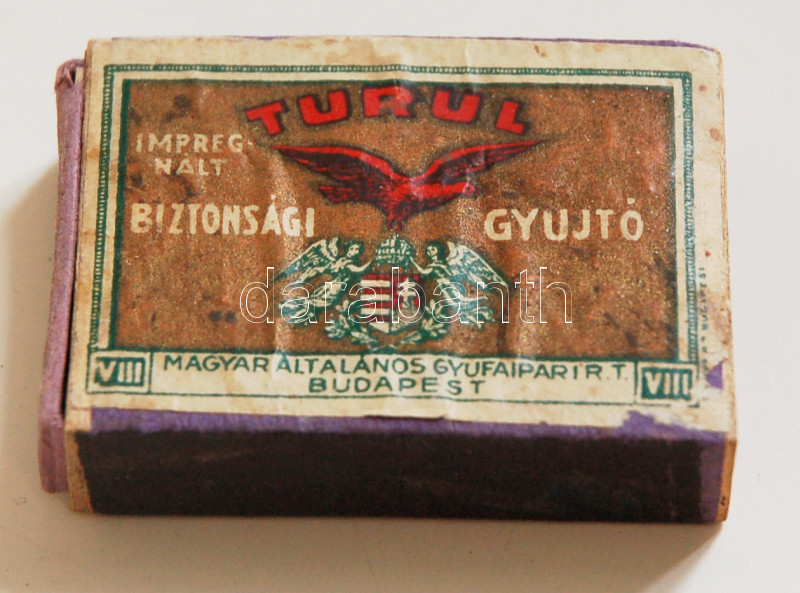 TURUL
IMPREG-
NÁLT
BIZTONSÁGI GYUJTÓ
darabanth
VIII MAGYAR ÁLTALÁNOS GYUFAIPARI R.T. VIII
BUDAPEST